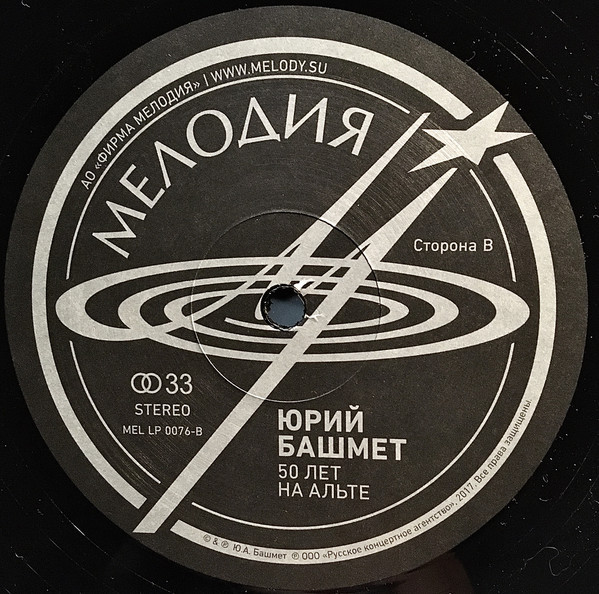 АО «ФИРМА МЕЛОДИЯ» | WWW.MELODY.SU
МЕЛОДИЯ
Сторона В
33
STEREO
MEL LP 0076-B
ЮРИЙ
БАШМЕТ
50 ЛЕТ
НА АЛЬТЕ
© & ℗ Ю.А. Башмет ℗ ООО «Русское концертное агентство», 2017. Все права защищены.